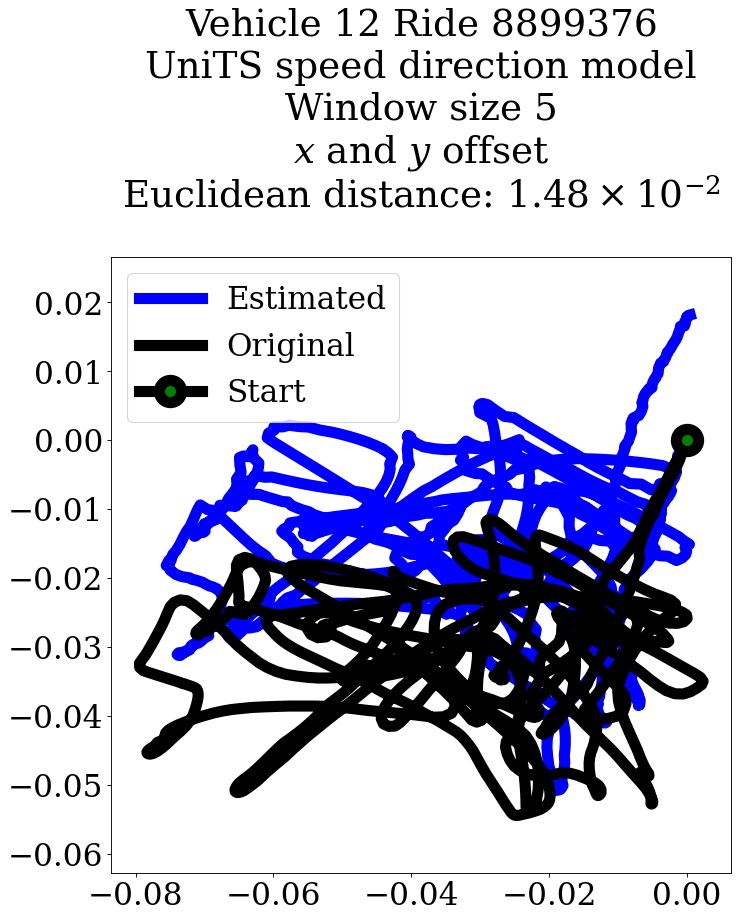 Vehicle 12 Ride 8899376
UniTS speed direction model
Window size 5
x and y offset
Euclidean distance: 1.48 × 10⁻²
Estimated
Original
Start
0.02
0.01
0.00
−0.01
−0.02
−0.03
−0.04
−0.05
−0.06
−0.08 −0.06 −0.04 −0.02 0.00